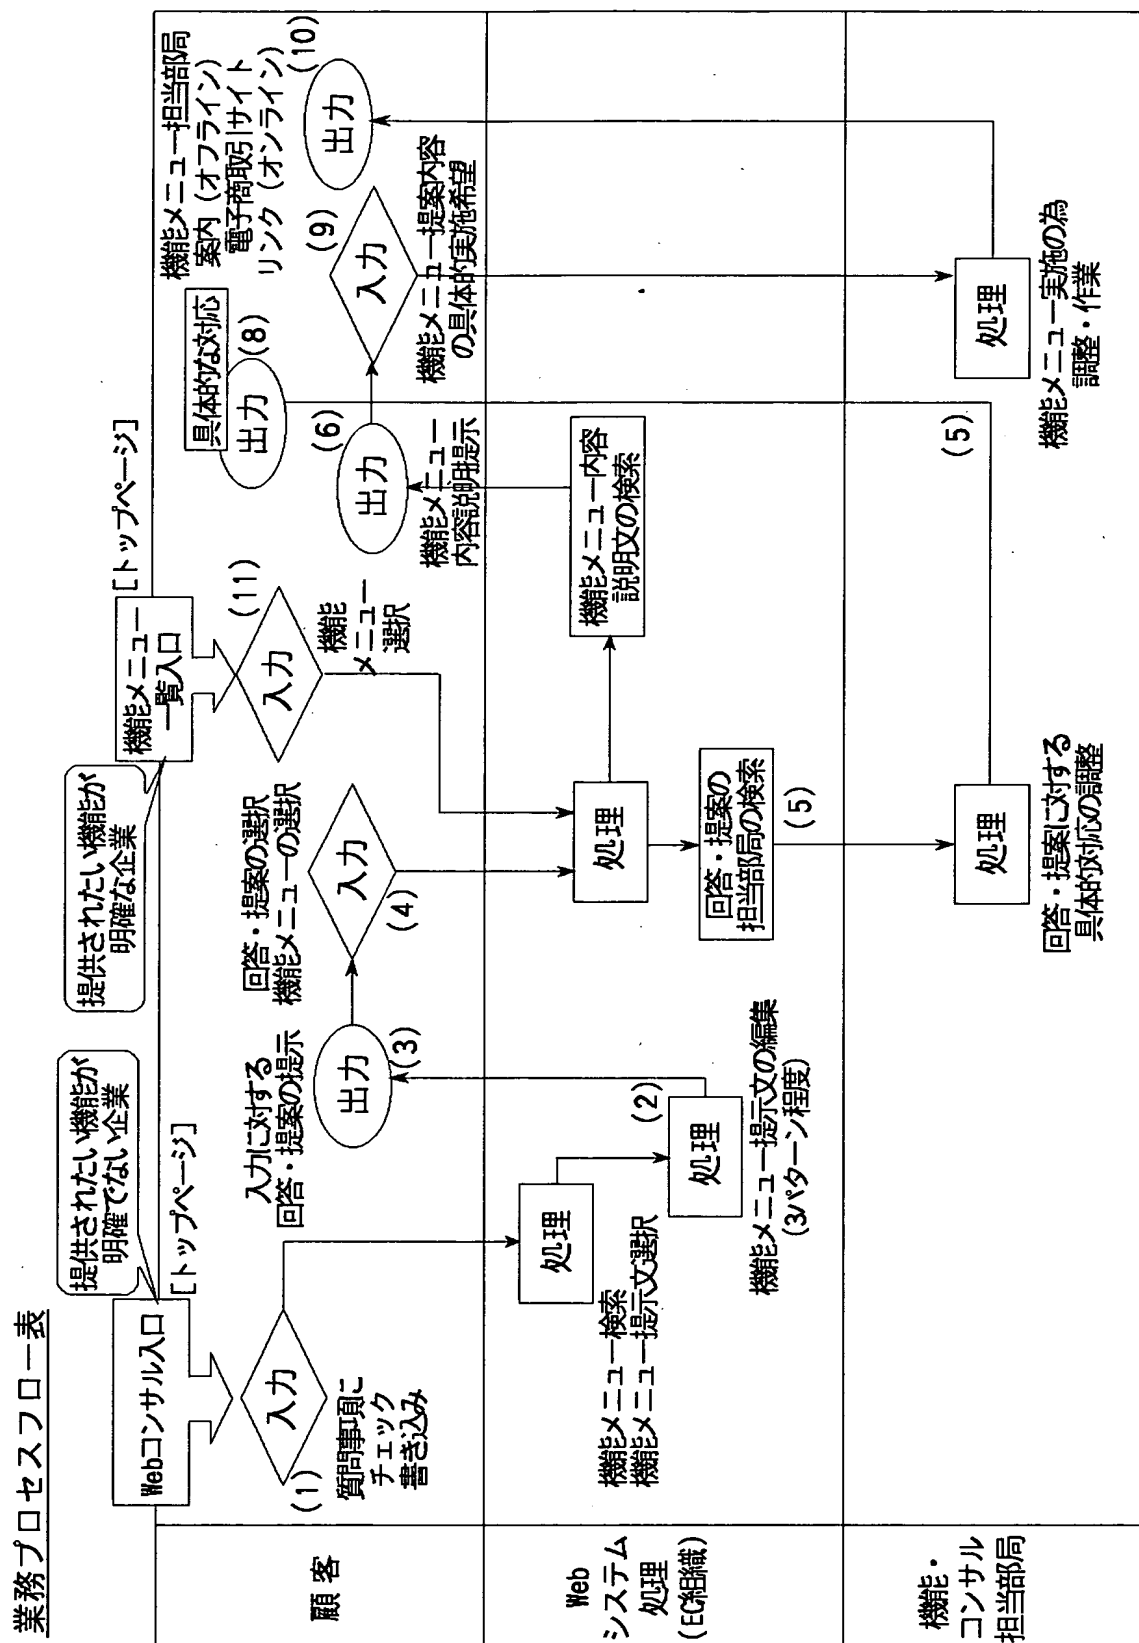 業務プロセスフロー表
提供されたい機能が
明確でない企業
Webコンサル入口
[トップページ]
提供されたい機能が
明確な企業
機能メニュー
一覧入口
[トップページ]
顧客
(1)
入力
質問事項に
チェック
書き込み
入力に対する
回答・提案の提示
出力
(3)
回答・提案の選択
機能メニューの選択
入力
(4)
(11)
入力
機能
メニュー
選択
具体的な対応
出力
(8)
(6)
出力
機能メニュー
内容説明提示
機能メニュー担当部局
案内(オフライン)
電子商取引サイト
リンク(オンライン)
(9)
入力
機能メニュー提案内容
の具体的実施希望
(10)
出力
Web
システム
処理
(EC組織)
処理
機能メニュー検索
機能メニュー提示文選択
(2)
処理
機能メニュー提示文の編集
(3パターン程度)
処理
機能メニュー内容
説明文の検索
回答・提案の
担当部局の検索
(5)
機能・
コンサル
担当部局
処理
回答・提案に対する
具体的対応の調整
(5)
処理
機能メニュー実施の為
調整・作業